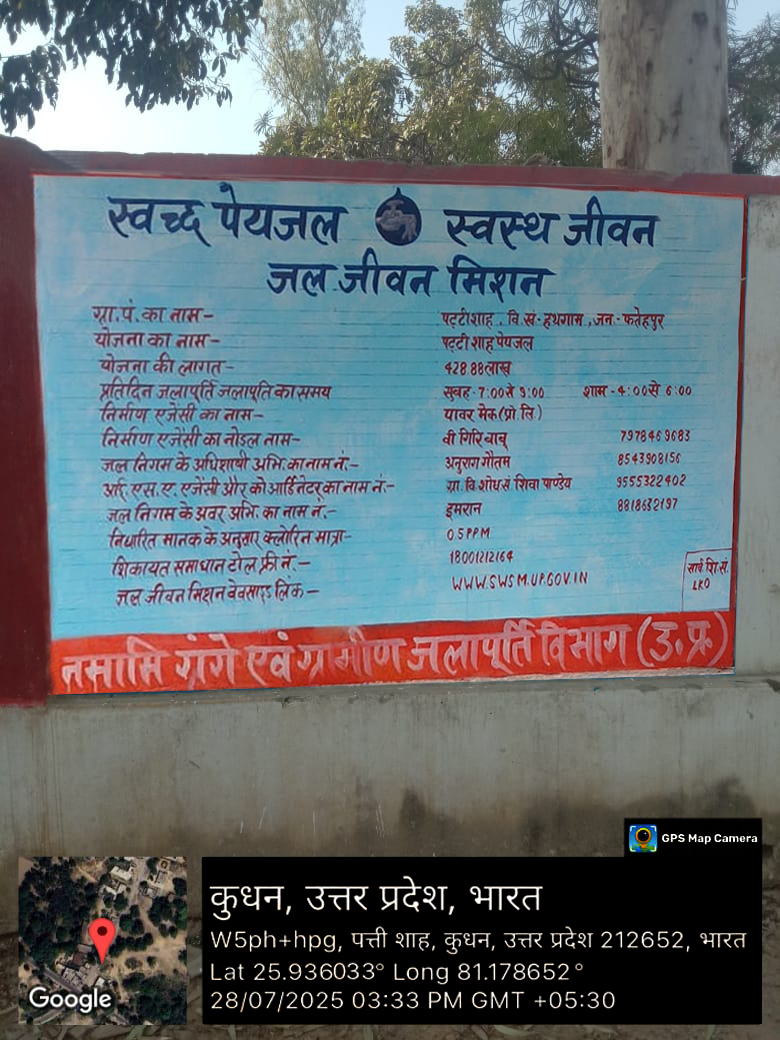 स्वच्छ पेयजल स्वस्थ जीवन
जल जीवन मिशन
ग्रा.पं.का नाम- पट्टीशाह, वि.खं-हथगाम, जन.-फतेहपुर
योजना का नाम- पट्टीशाह पेयजल
योजना की लागत- 428.88लाख
प्रतिदिन जलापूर्ति जलापूति का समय सुबह-7:00से 9:00 शाम-4:00से 6:00
निर्माण एजेंसी का नाम- पावर मेक(प्रो.लि)
निर्माण एजेंसी का नोडल नाम- वी गिरि बाबू 7978469683
जल निगम के अधिशाषी अभि.का नाम नं.- अनुराग गौतम 8543908156
आई.एस.ए. एजेंसी और को आर्डिनेटर का नाम नं.- ग्रा.वि शोध सं शिवा पाण्डेय 9555322402
जल निगम के अवर अभि. का नाम नं.- इमरान 8818632197
निर्धारित मानक के अनुसार क्लोरिन मात्रा- 0.5PPM
शिकायत समाधान टोल फ्री नं.- 18001212164
जल जीवन मिशन वेवसाइड लिंक- WWW.SWSM.UP.GOV.IN
सार्व.शि.सं.
LKO
नमामि गंगे एवं ग्रामीण जलापूर्ति विभाग (उ.प्र.)
GPS Map Camera
कुधन, उत्तर प्रदेश, भारत
W5ph+hpg, पत्ती शाह, कुधन, उत्तर प्रदेश 212652, भारत
Lat 25.936033° Long 81.178652°
28/07/2025 03:33 PM GMT +05:30
Google